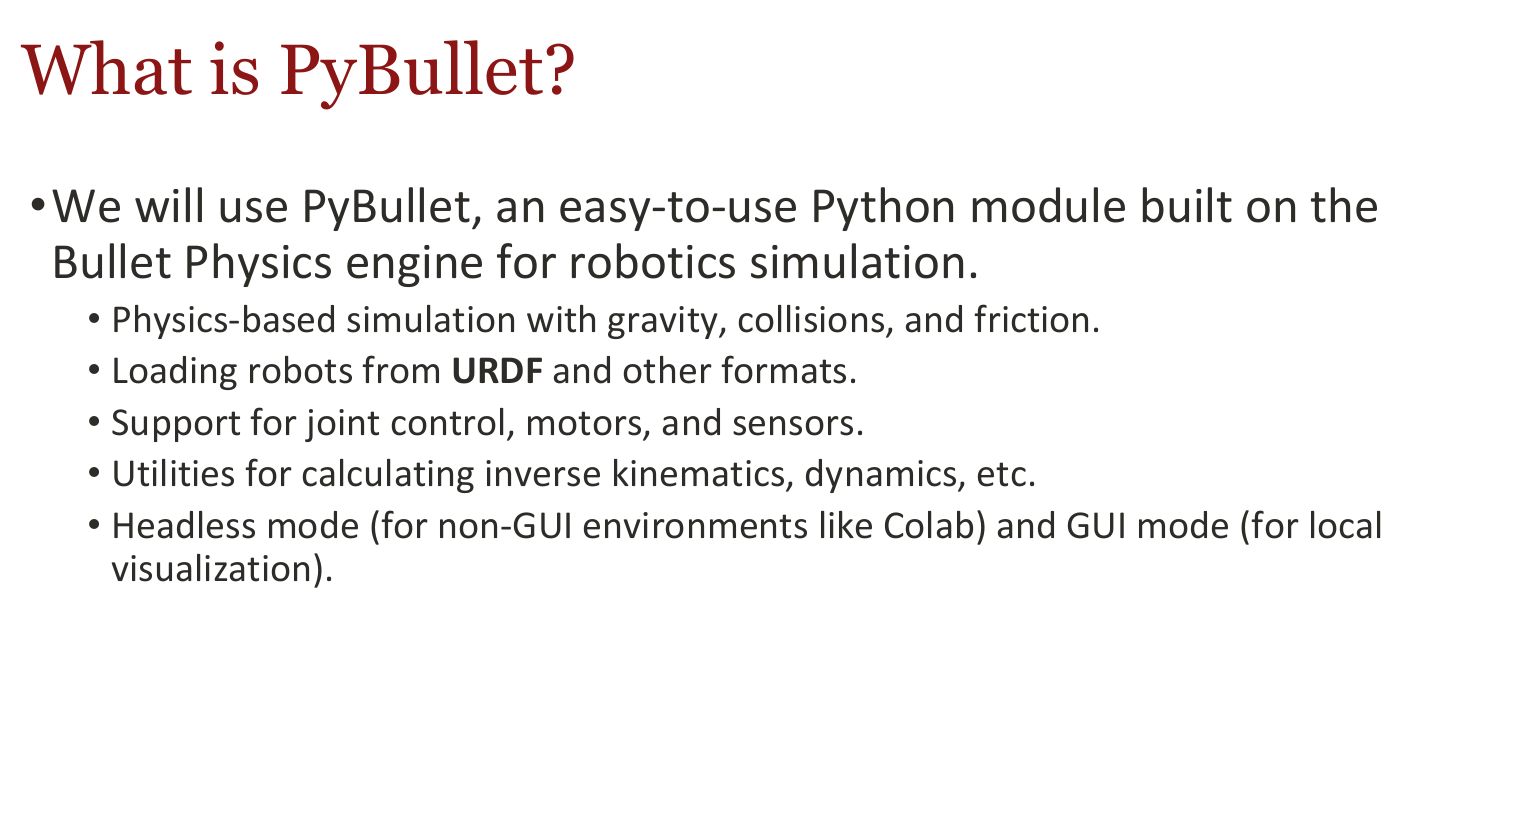 What is PyBullet?
•We will use PyBullet, an easy-to-use Python module built on the
Bullet Physics engine for robotics simulation.
• Physics-based simulation with gravity, collisions, and friction.
• Loading robots from URDF and other formats.
• Support for joint control, motors, and sensors.
• Utilities for calculating inverse kinematics, dynamics, etc.
• Headless mode (for non-GUI environments like Colab) and GUI mode (for local
visualization).